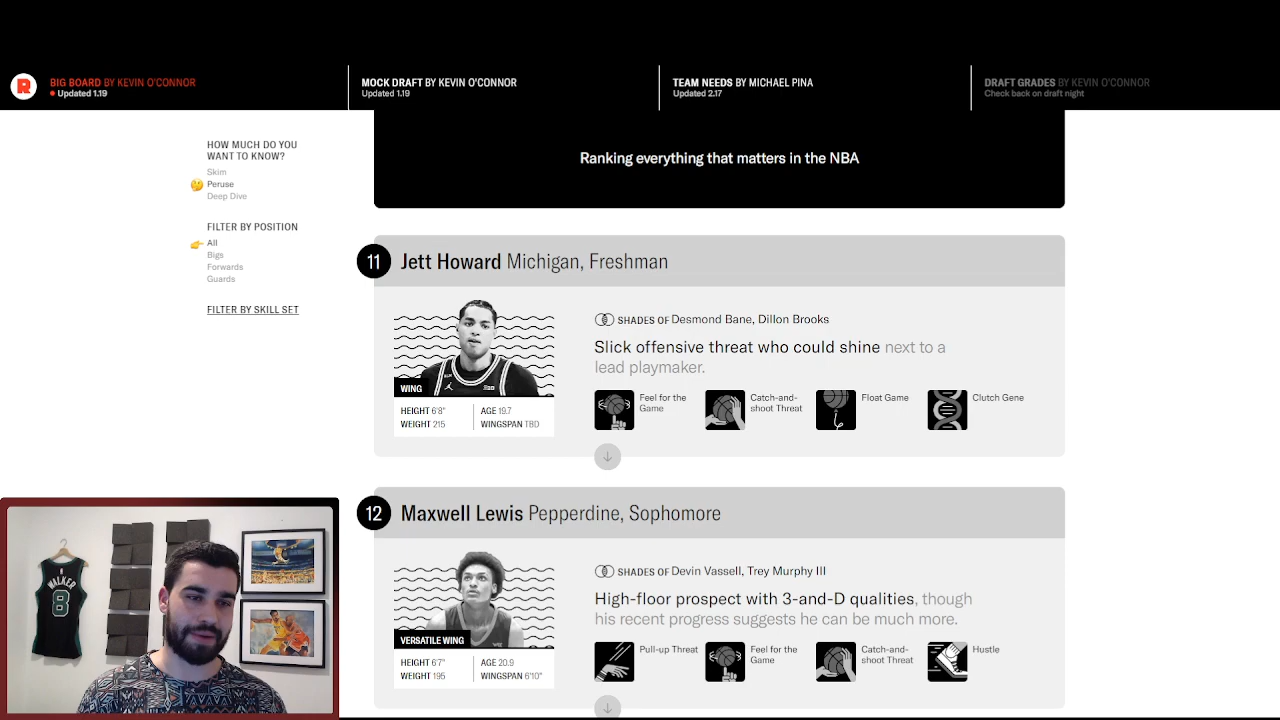 R
BIG BOARD BY KEVIN O'CONNOR
Updated 1.19
MOCK DRAFT BY KEVIN O'CONNOR
Updated 1.19
TEAM NEEDS BY MICHAEL PINA
Updated 2.17
DRAFT GRADES BY KEVIN O'CONNOR
Check back on draft night
HOW MUCH DO YOU
WANT TO KNOW?
Skim
Peruse
Deep Dive
FILTER BY POSITION
All
Bigs
Forwards
Guards
FILTER BY SKILL SET
Ranking everything that matters in the NBA
11 Jett Howard Michigan, Freshman
WING
HEIGHT 6'8"
WEIGHT 215
AGE 19.7
WINGSPAN TBD
SHADES OF Desmond Bane, Dillon Brooks
Slick offensive threat who could shine next to a
lead playmaker.
Feel for the
Game
Catch-and-
shoot Threat
Float Game
Clutch Gene
12 Maxwell Lewis Pepperdine, Sophomore
VERSATILE WING
HEIGHT 6'7"
WEIGHT 195
AGE 20.9
WINGSPAN 6'10"
SHADES OF Devin Vassell, Trey Murphy III
High-floor prospect with 3-and-D qualities, though
his recent progress suggests he can be much more.
Pull-up Threat
Feel for the
Game
Catch-and-
shoot Threat
Hustle
WALKER
8